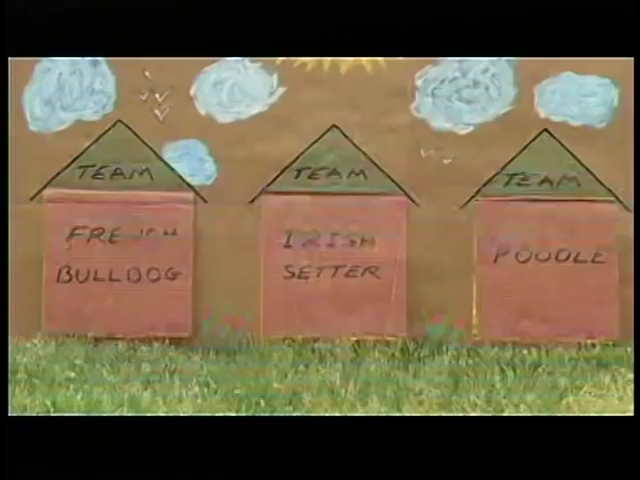 TEAM
FRENCH
BULLDOG
TEAM
IRISH
SETTER
TEAM
POODLE